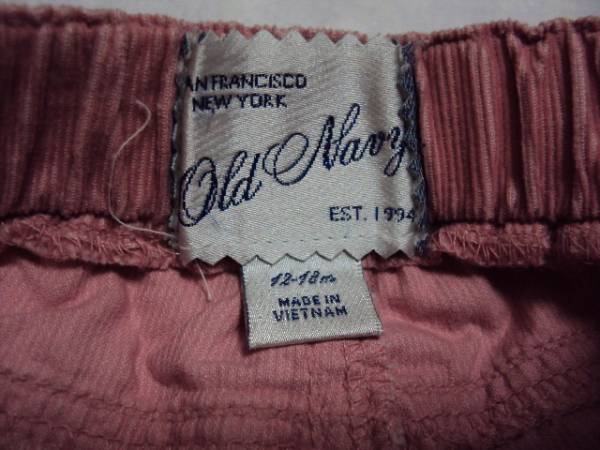 AN FRANCISCO
NEW YORK
Old Navy
EST. 1994
12-18m
MADE IN
VIETNAM